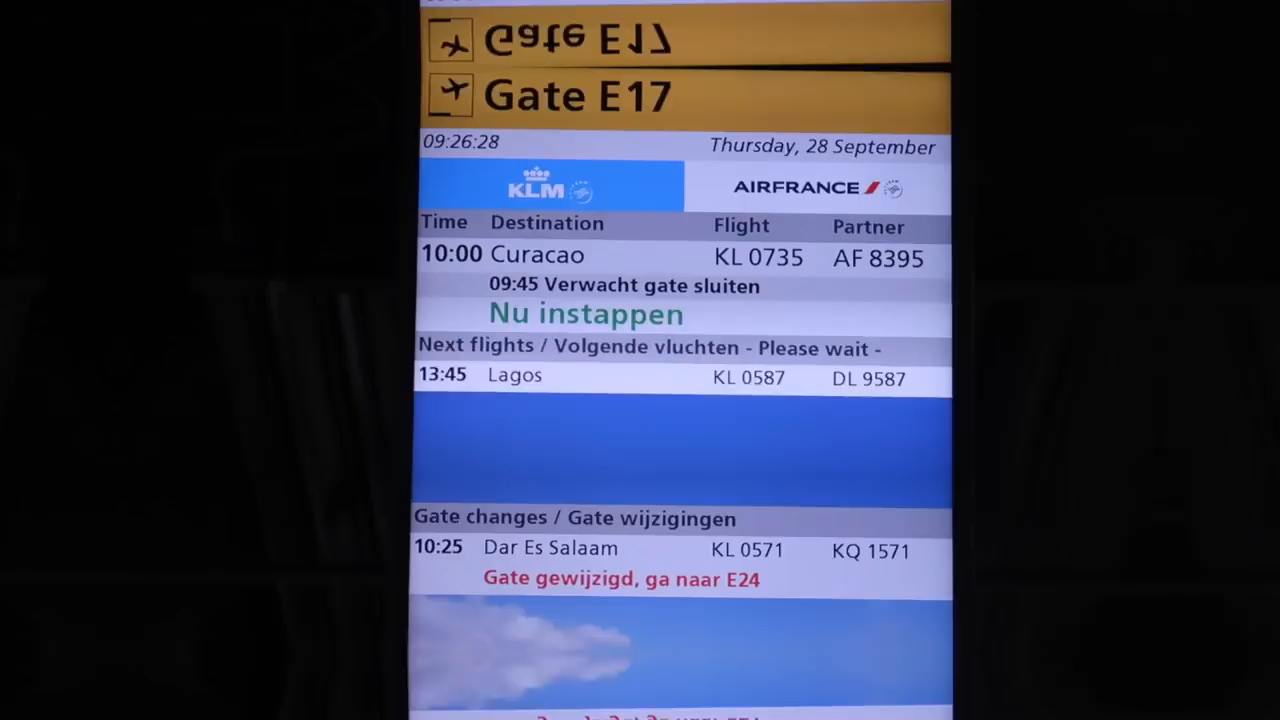 Gate E17
Gate E17
09:26:28 Thursday, 28 September
KLM AIRFRANCE
Time Destination Flight Partner
10:00 Curacao KL 0735 AF 8395
09:45 Verwacht gate sluiten
Nu instappen
Next flights / Volgende vluchten - Please wait -
13:45 Lagos KL 0587 DL 9587
Gate changes / Gate wijzigingen
10:25 Dar Es Salaam KL 0571 KQ 1571
Gate gewijzigd, ga naar E24